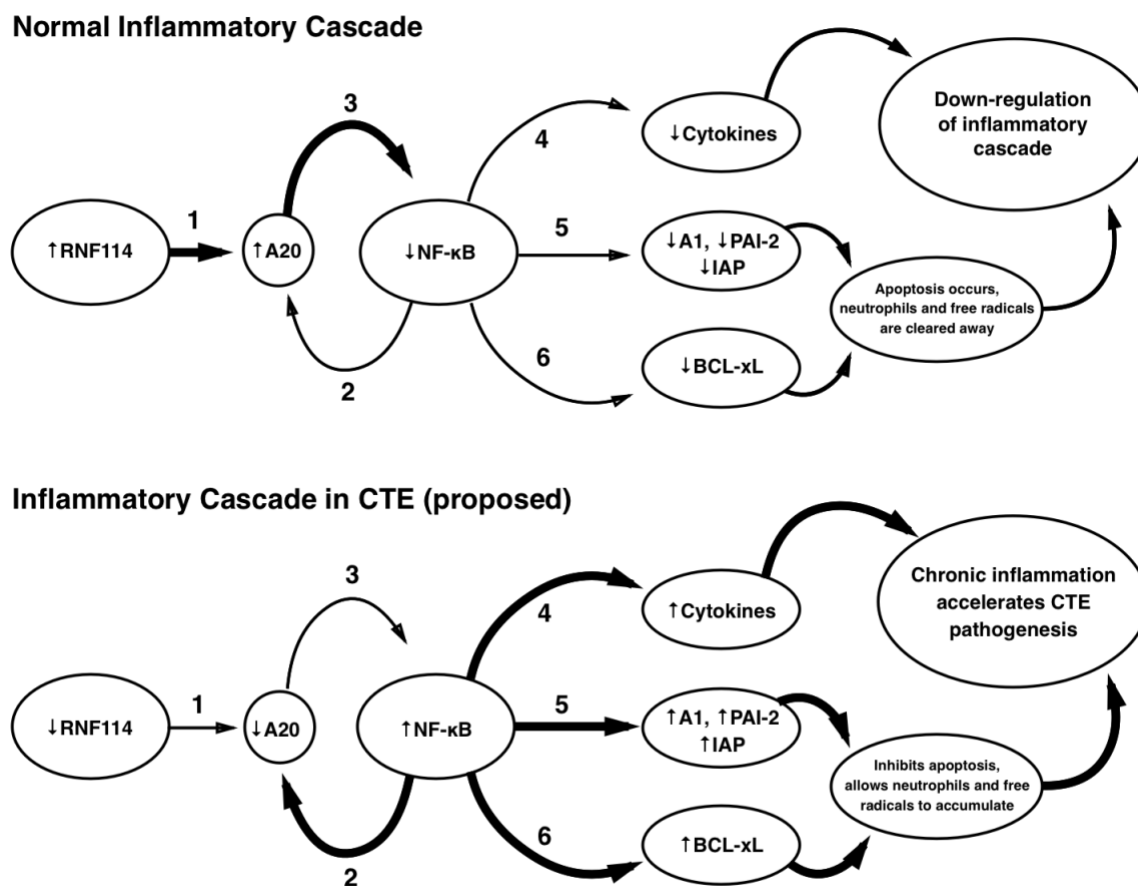 Normal Inflammatory Cascade
3
4
↓Cytokines
Down-regulation
of inflammatory
cascade
1
↑RNF114
↑A20
↓NF-κB
5
↓A1, ↓PAI-2
↓IAP
Apoptosis occurs,
neutrophils and free radicals
are cleared away
2
6
↓BCL-xL
Inflammatory Cascade in CTE (proposed)
3
4
↑Cytokines
Chronic inflammation
accelerates CTE
pathogenesis
1
↓RNF114
↓A20
↑NF-κB
5
↑A1, ↑PAI-2
↑IAP
Inhibits apoptosis,
allows neutrophils and free
radicals to accumulate
2
6
↑BCL-xL